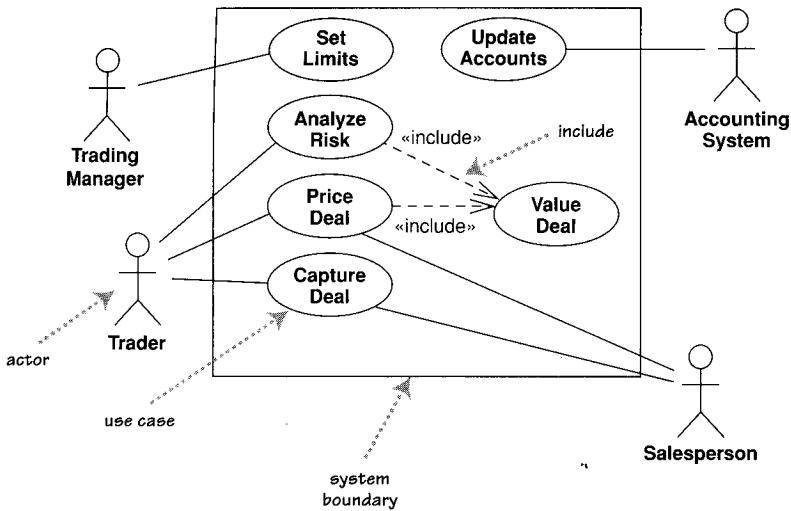 Set
Limits
Update
Accounts
Trading
Manager
Accounting
System
Analyze
Risk
«include»
include
Price
Deal
«include»
Value
Deal
Capture
Deal
Trader
actor
use case
system
boundary
Salesperson